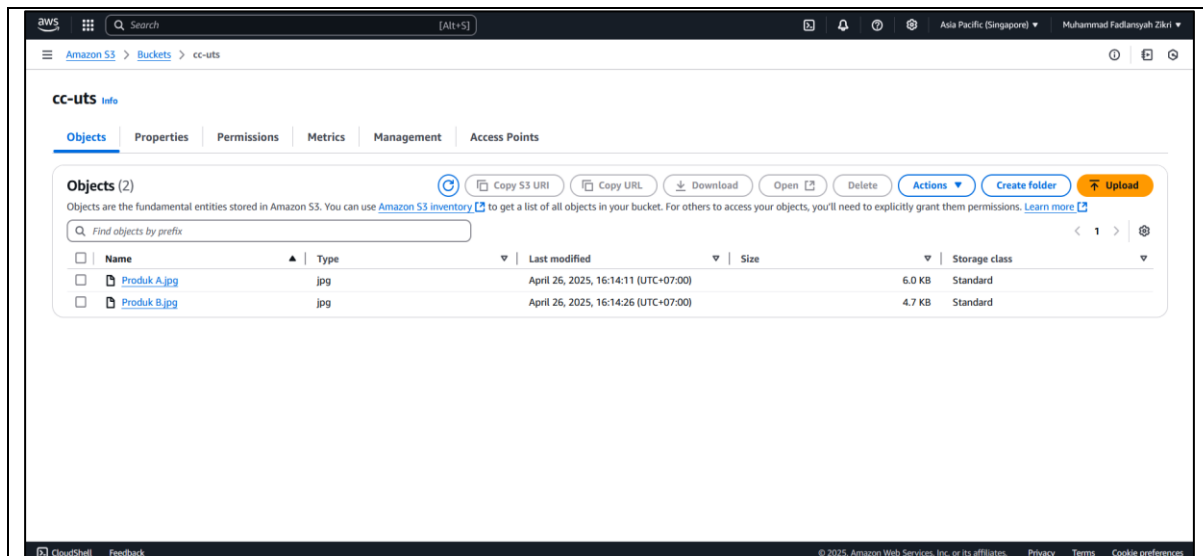 aws Search [Alt+S] Asia Pacific (Singapore) Muhammad Fadlansyah Zikri
Amazon S3 > Buckets > cc-uts
cc-uts Info
Objects Properties Permissions Metrics Management Access Points
Objects (2) Copy S3 URI Copy URL Download Open Delete Actions Create folder Upload
Objects are the fundamental entities stored in Amazon S3. You can use Amazon S3 inventory to get a list of all objects in your bucket. For others to access your objects, you'll need to explicitly grant them permissions. Learn more
Find objects by prefix < 1 >
Name Type Last modified Size Storage class
Produk A.jpg jpg April 26, 2025, 16:14:11 (UTC+07:00) 6.0 KB Standard
Produk B.jpg jpg April 26, 2025, 16:14:26 (UTC+07:00) 4.7 KB Standard
CloudShell Feedback © 2025, Amazon Web Services, Inc. or its affiliates. Privacy Terms Cookie preferences